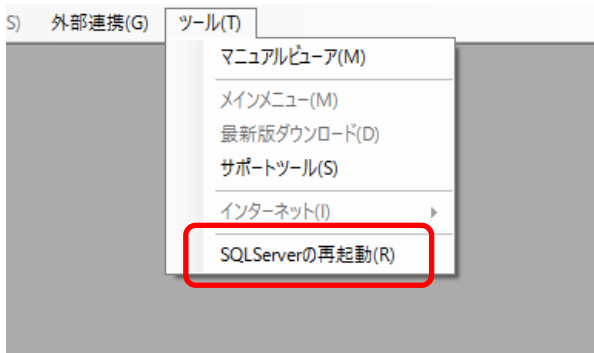 S) 外部連携(G) ツール(T)
マニュアルビューア(M)
メインメニュー(M)
最新版ダウンロード(D)
サポートツール(S)
インターネット(I)
SQLServerの再起動(R)